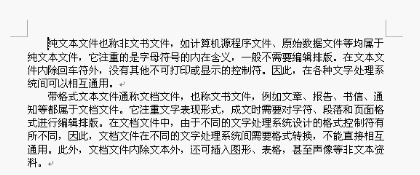 纯文本文件也称非文书文件，如计算机源程序文件、原始数据文件等均属于
纯文本文件，它注重的是字母符号的内在含义，一般不需要编辑排版。在文本文
件内除回车符外，没有其他不可打印或显示的控制符。因此，在各种文字处理系
统间可以相互通用。
带格式文本文件通称文档文件，也称文书文件，例如文章、报告、书信、通
知等都属于文档文件。它注重文字表现形式，成文时需要对字符、段落和页面格
式进行编辑排版。在文档文件中，由于不同的文字处理系统设计的格式控制符有
所不同，因此，文档文件在不同的文字处理系统间需要格式转换，不能直接相互
通用。此外，文档文件内除文本外，还可插入图形、表格，甚至声像等非文本资
料。